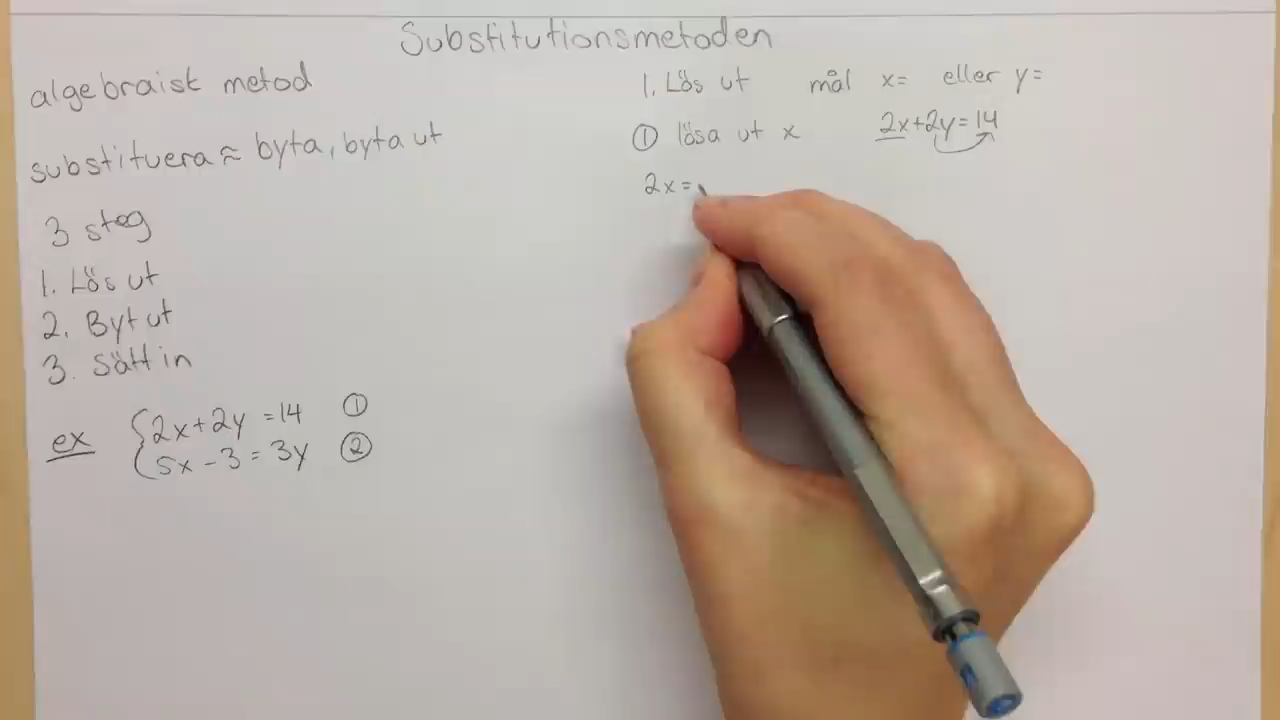 Substitutionsmetoden
algebraisk metod
substituera ≈ byta, byta ut
3 steg
1. Lös ut
2. Byt ut
3. Sätt in
ex
{2x+2y =14 ①
5x - 3 = 3y ②
1. Lös ut mål x= eller y=
① lösa ut x 2x+2y=14
2x=